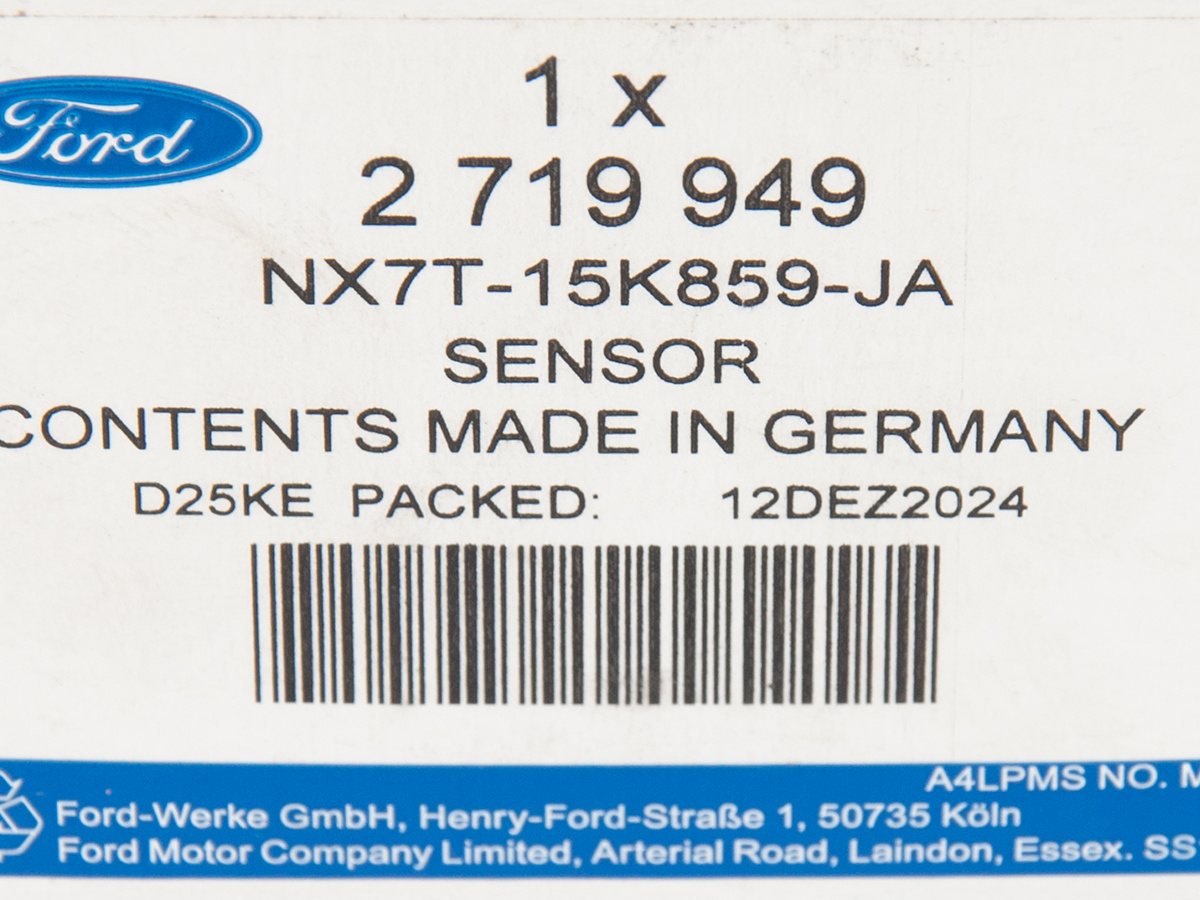 Ford
1 x
2 719 949
NX7T-15K859-JA
SENSOR
CONTENTS MADE IN GERMANY
D25KE PACKED: 12DEZ2024
A4LPMS NO. M
Ford-Werke GmbH, Henry-Ford-Straße 1, 50735 Köln
Ford Motor Company Limited, Arterial Road, Laindon, Essex. SS